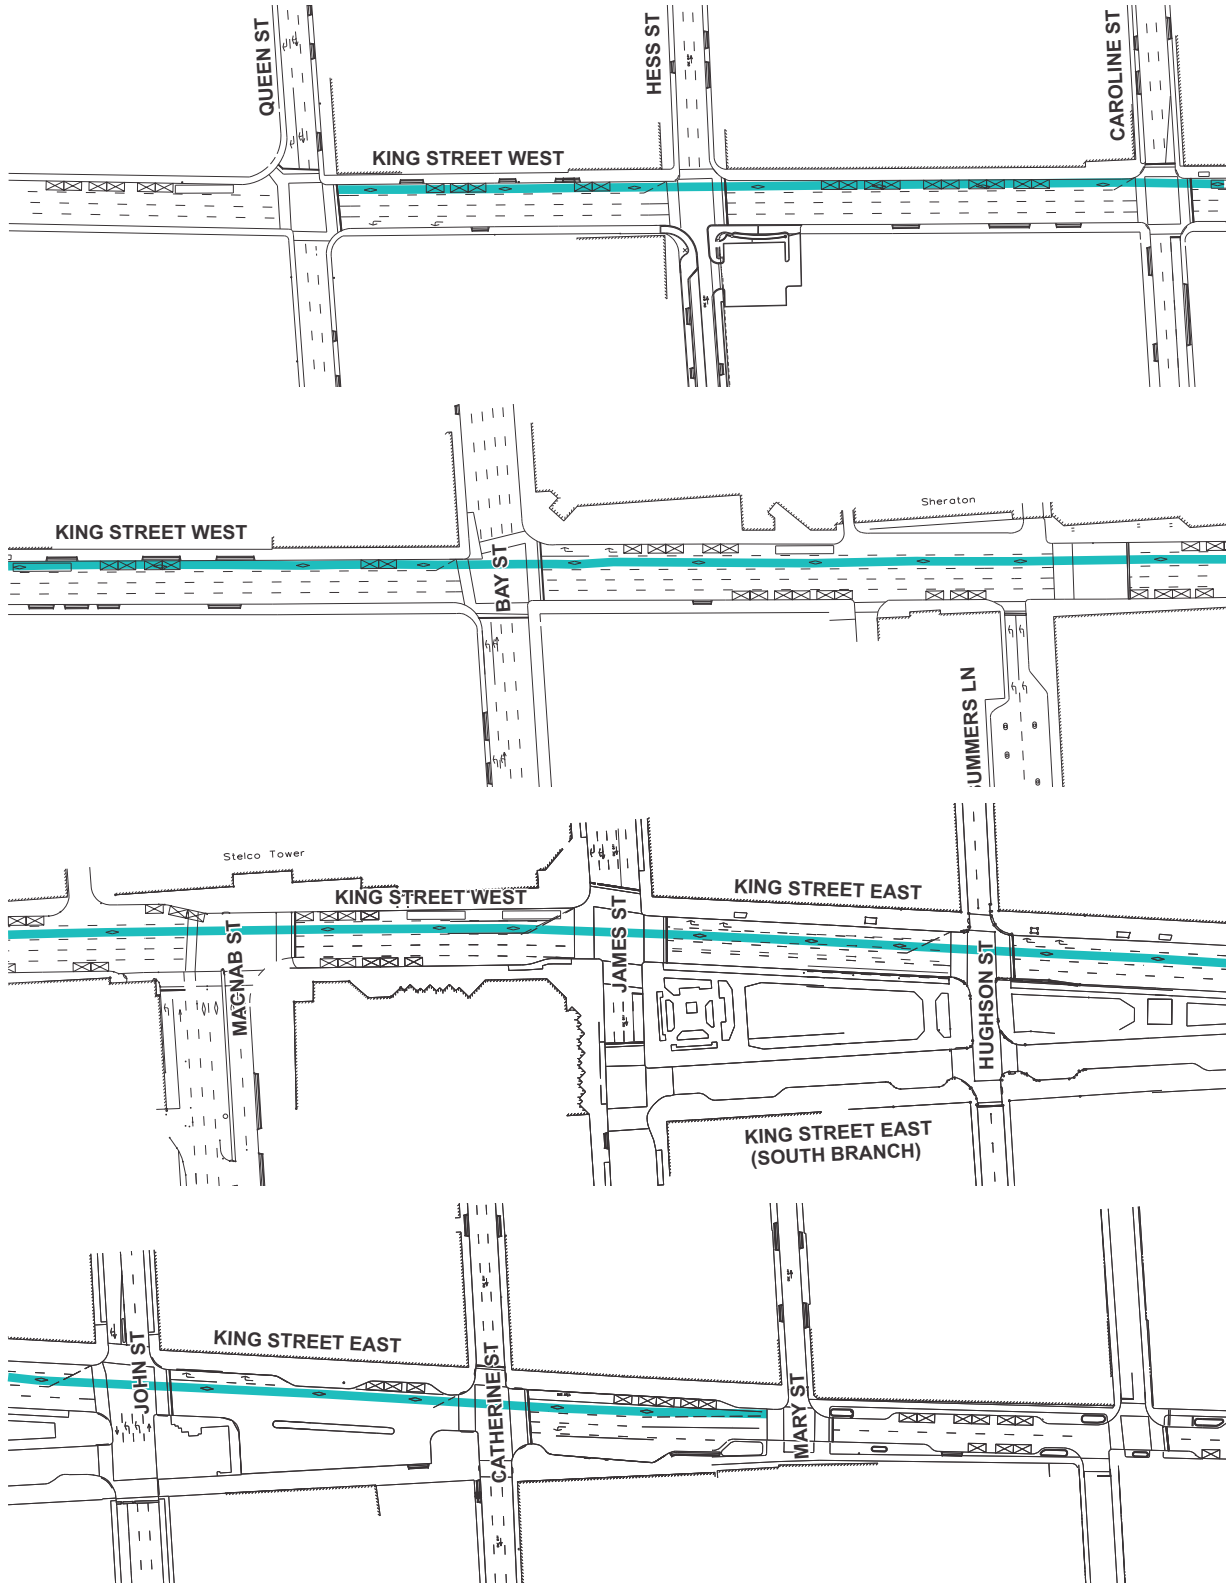 QUEEN ST
HESS ST
CAROLINE ST
KING STREET WEST
Sheraton
KING STREET WEST
BAY ST
SUMMERS LN
Stelco Tower
KING STREET WEST
KING STREET EAST
MACNAB ST
JAMES ST
HUGHSON ST
KING STREET EAST
(SOUTH BRANCH)
KING STREET EAST
JOHN ST
CATHERINE ST
MARY ST